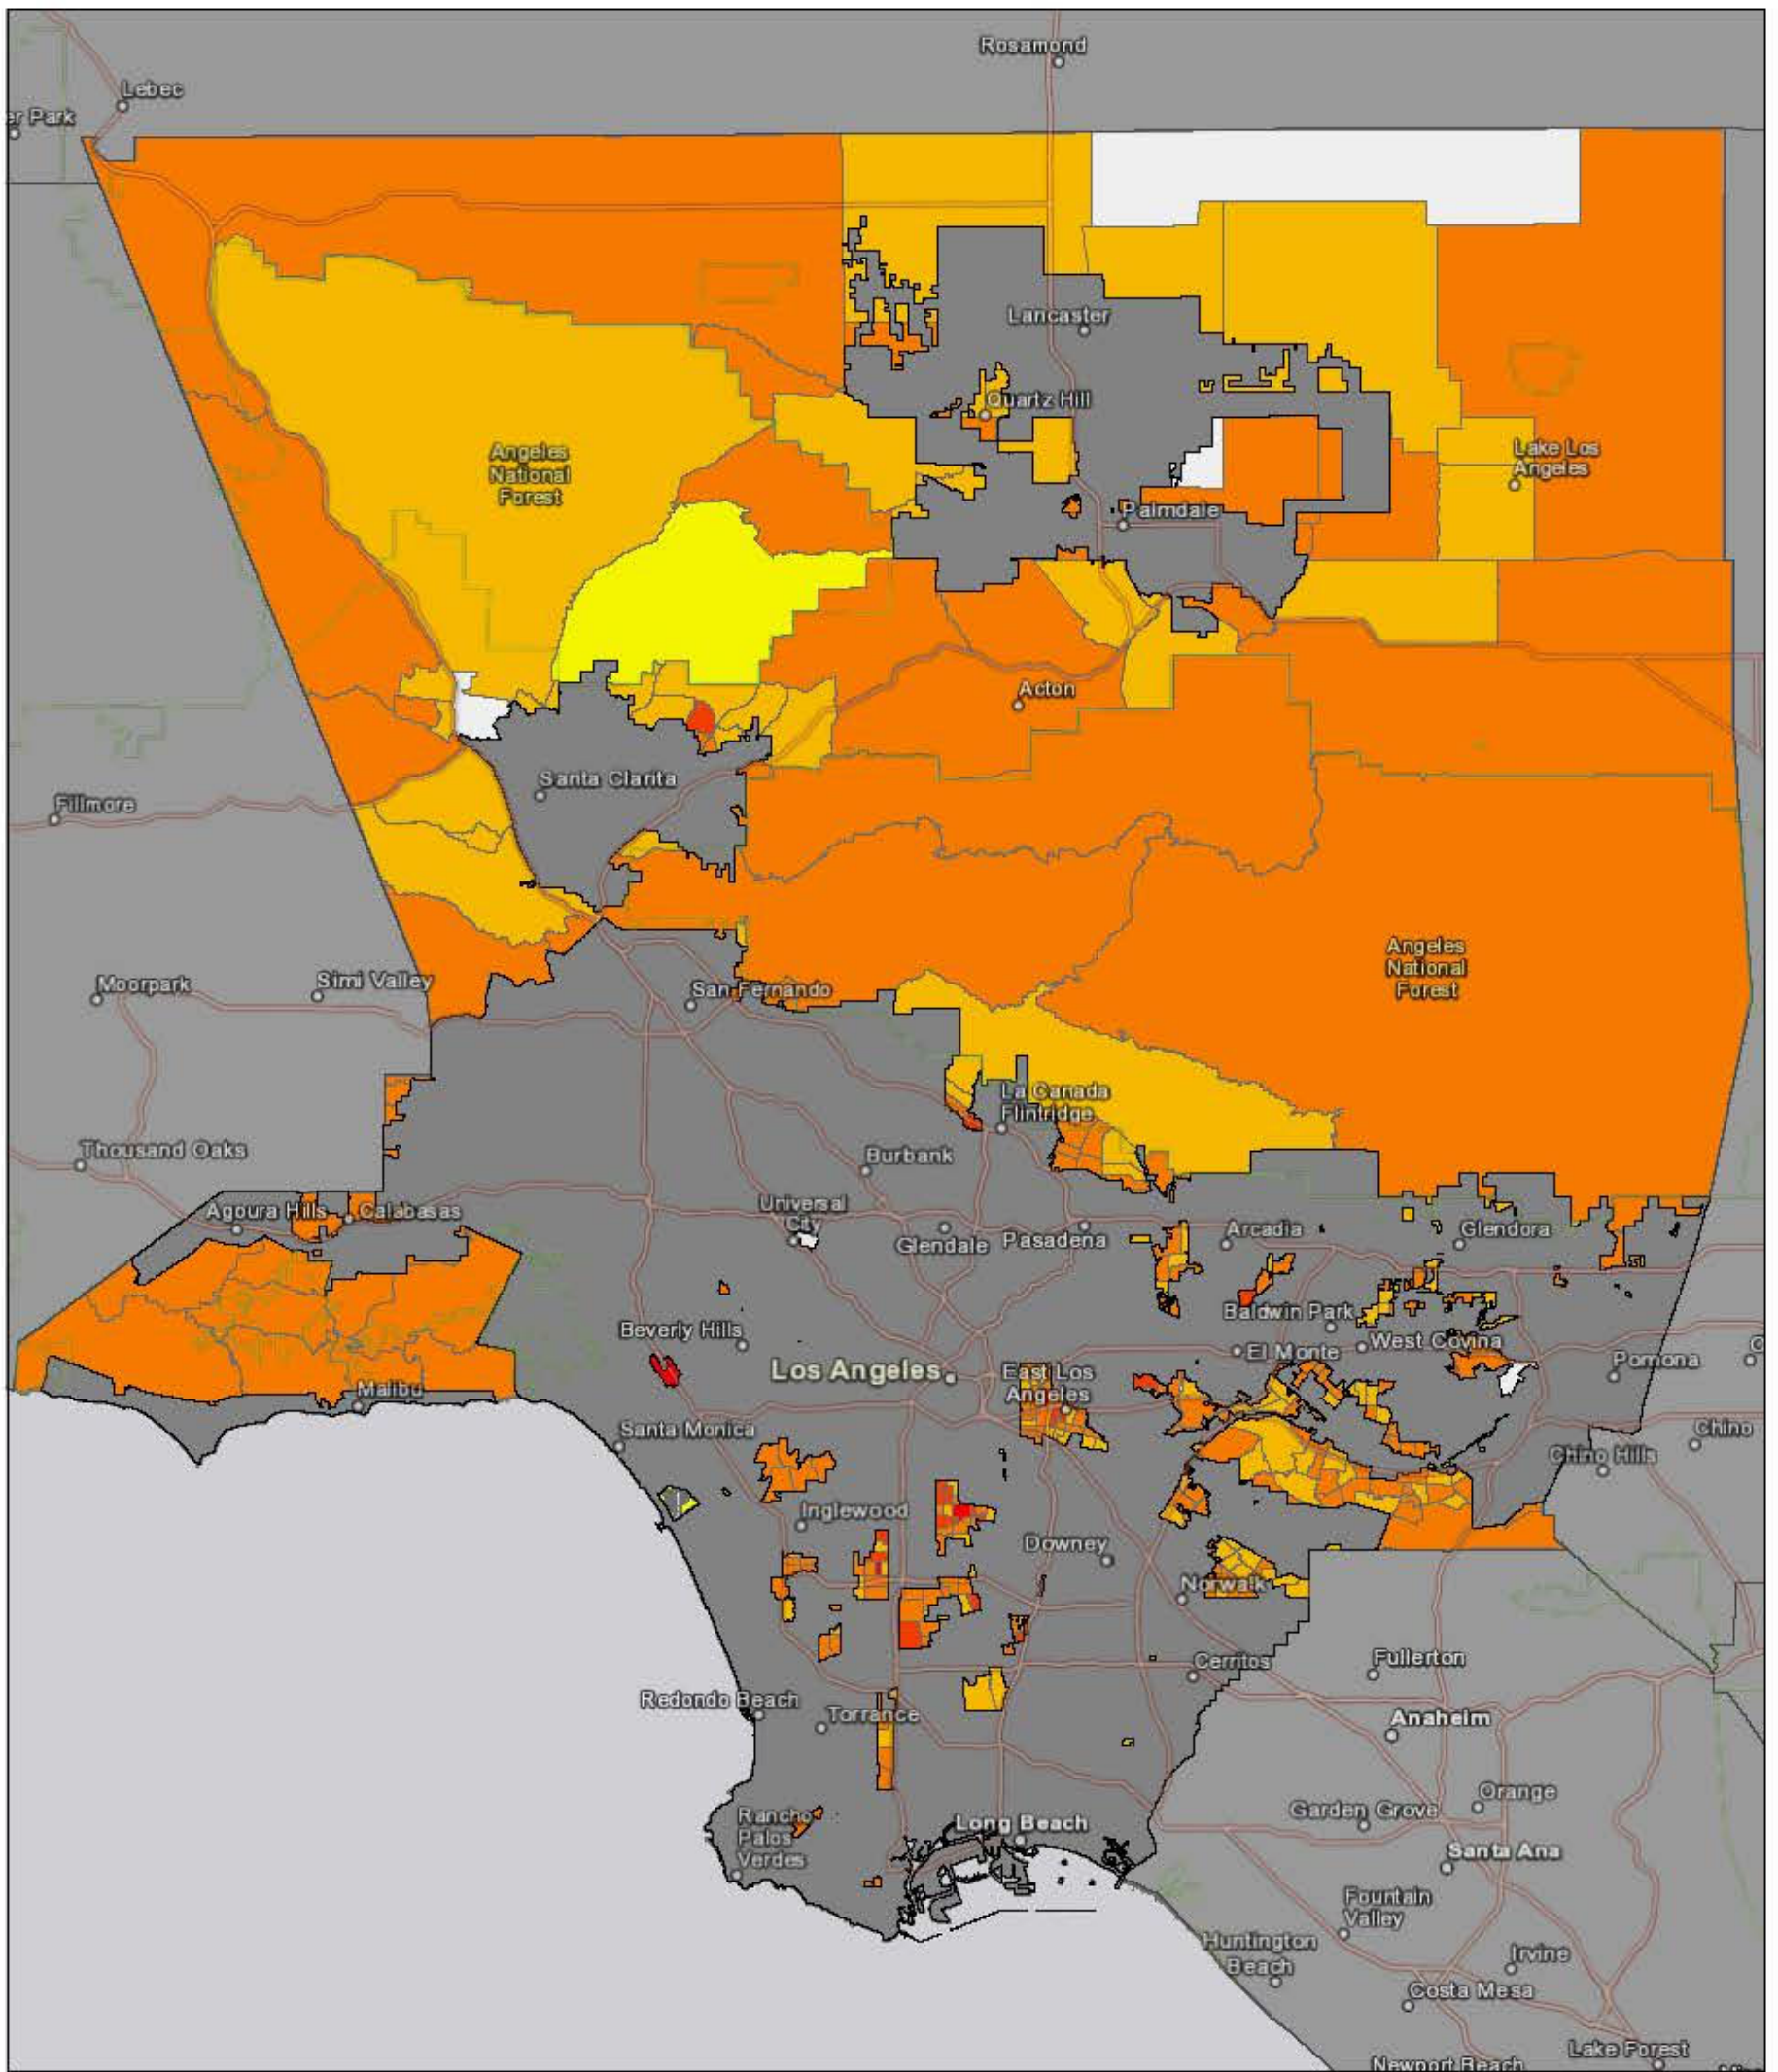 Rosamond
Lebec
er Park
Lancaster
Quartz Hill
Lake Los
Angeles
Angeles
National
Forest
Palmdale
Acton
Santa Clarita
Fillmore
Angeles
National
Forest
Moorpark
Simi Valley
San Fernando
La Canada
Flintridge
Thousand Oaks
Burbank
Agoura Hills
Calabasas
Universal
City
Glendale
Pasadena
Arcadia
Glendora
Baldwin Park
Beverly Hills
El Monte
West Covina
Los Angeles
East Los
Angeles
Pomona
Malibu
Santa Monica
Chino
Chino Hills
Inglewood
Downey
Norwalk
Cerritos
Fullerton
Redondo Beach
Torrance
Anaheim
Orange
Garden Grove
Rancho
Palos
Verdes
Long Beach
Santa Ana
Fountain
Valley
Huntington
Beach
Irvine
Costa Mesa
Lake Forest
Newport Beach